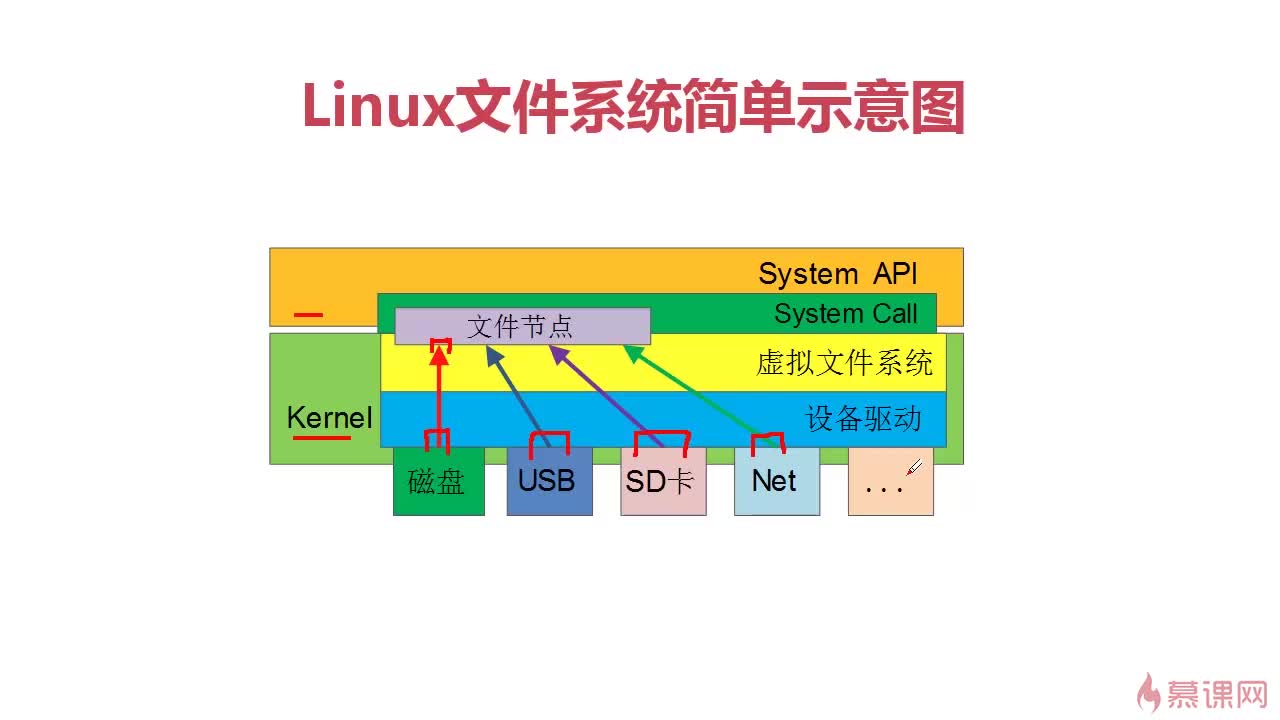 Linux文件系统简单示意图
System API
System Call
文件节点
虚拟文件系统
Kernel
设备驱动
磁盘
USB
SD卡
Net
...
慕课网